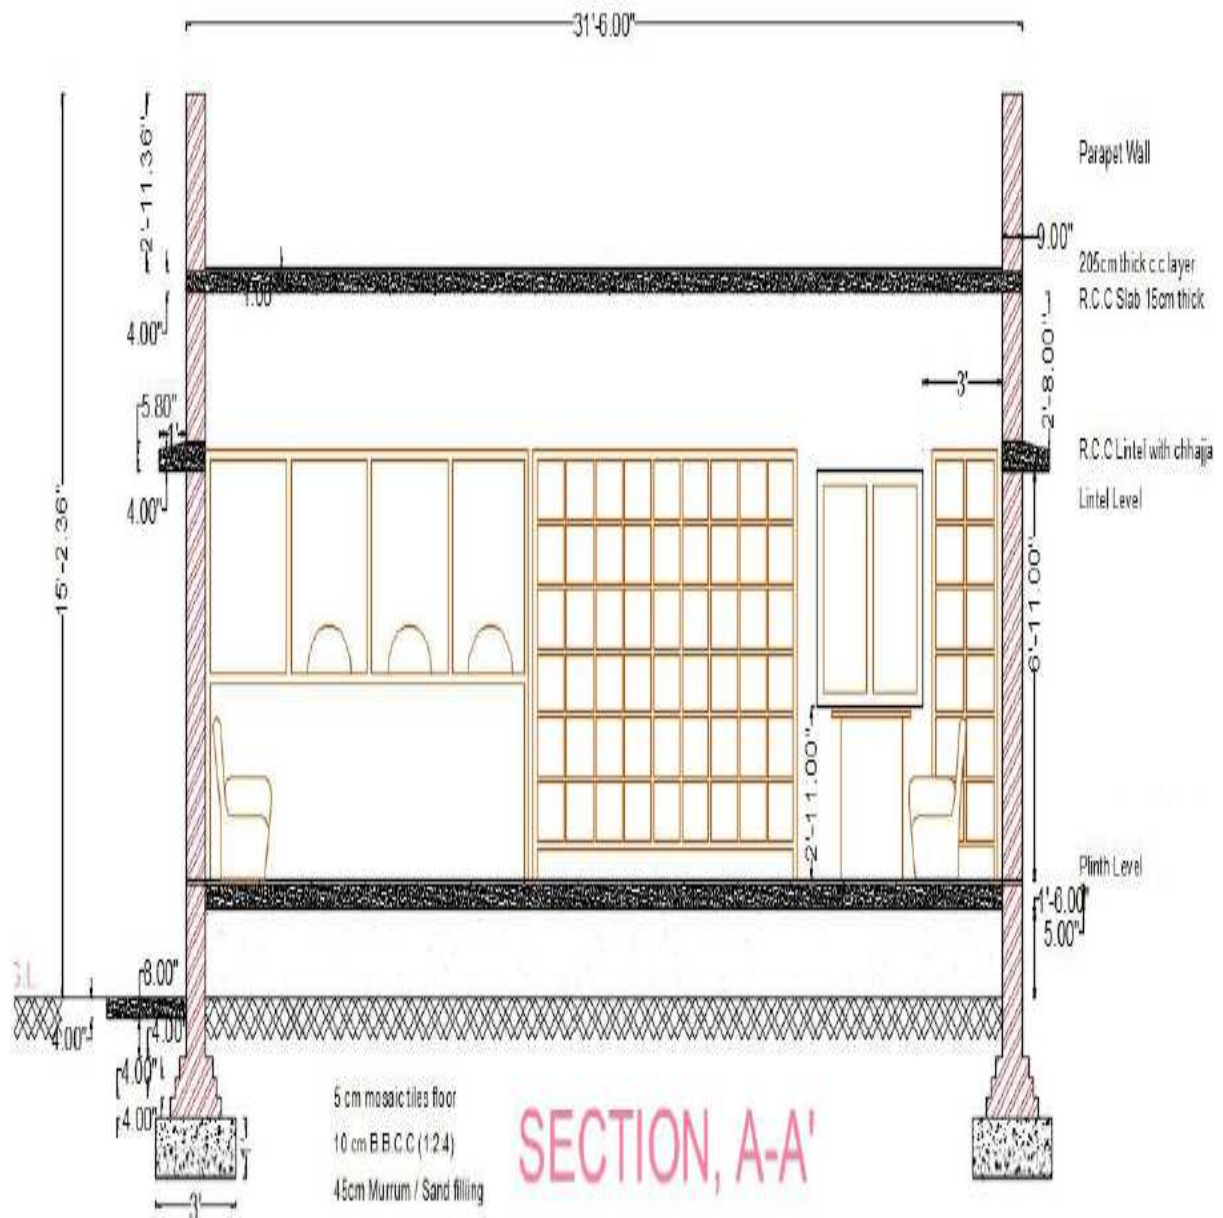 31'-6.00"
2'-11.36"
Parapet Wall
9.00"
205cm thick c.c layer
1.00
R.C.C Slab 15cm thick
4.00"
2'-8.00"
3'
5.80"
1'
R.C.C Lintel with chhajja
4.00"
Lintel Level
15'-2.36"
6'-11.00"
2'-11.00"
Plinth Level
1'-6.00"
5.00"
8.00"
4.00"
4.00
4.00"
4.00"
5 cm mosaic tiles floor
10 cm B.B.C.C (1:2:4)
45cm Murrum / Sand filling
SECTION, A-A'
3'